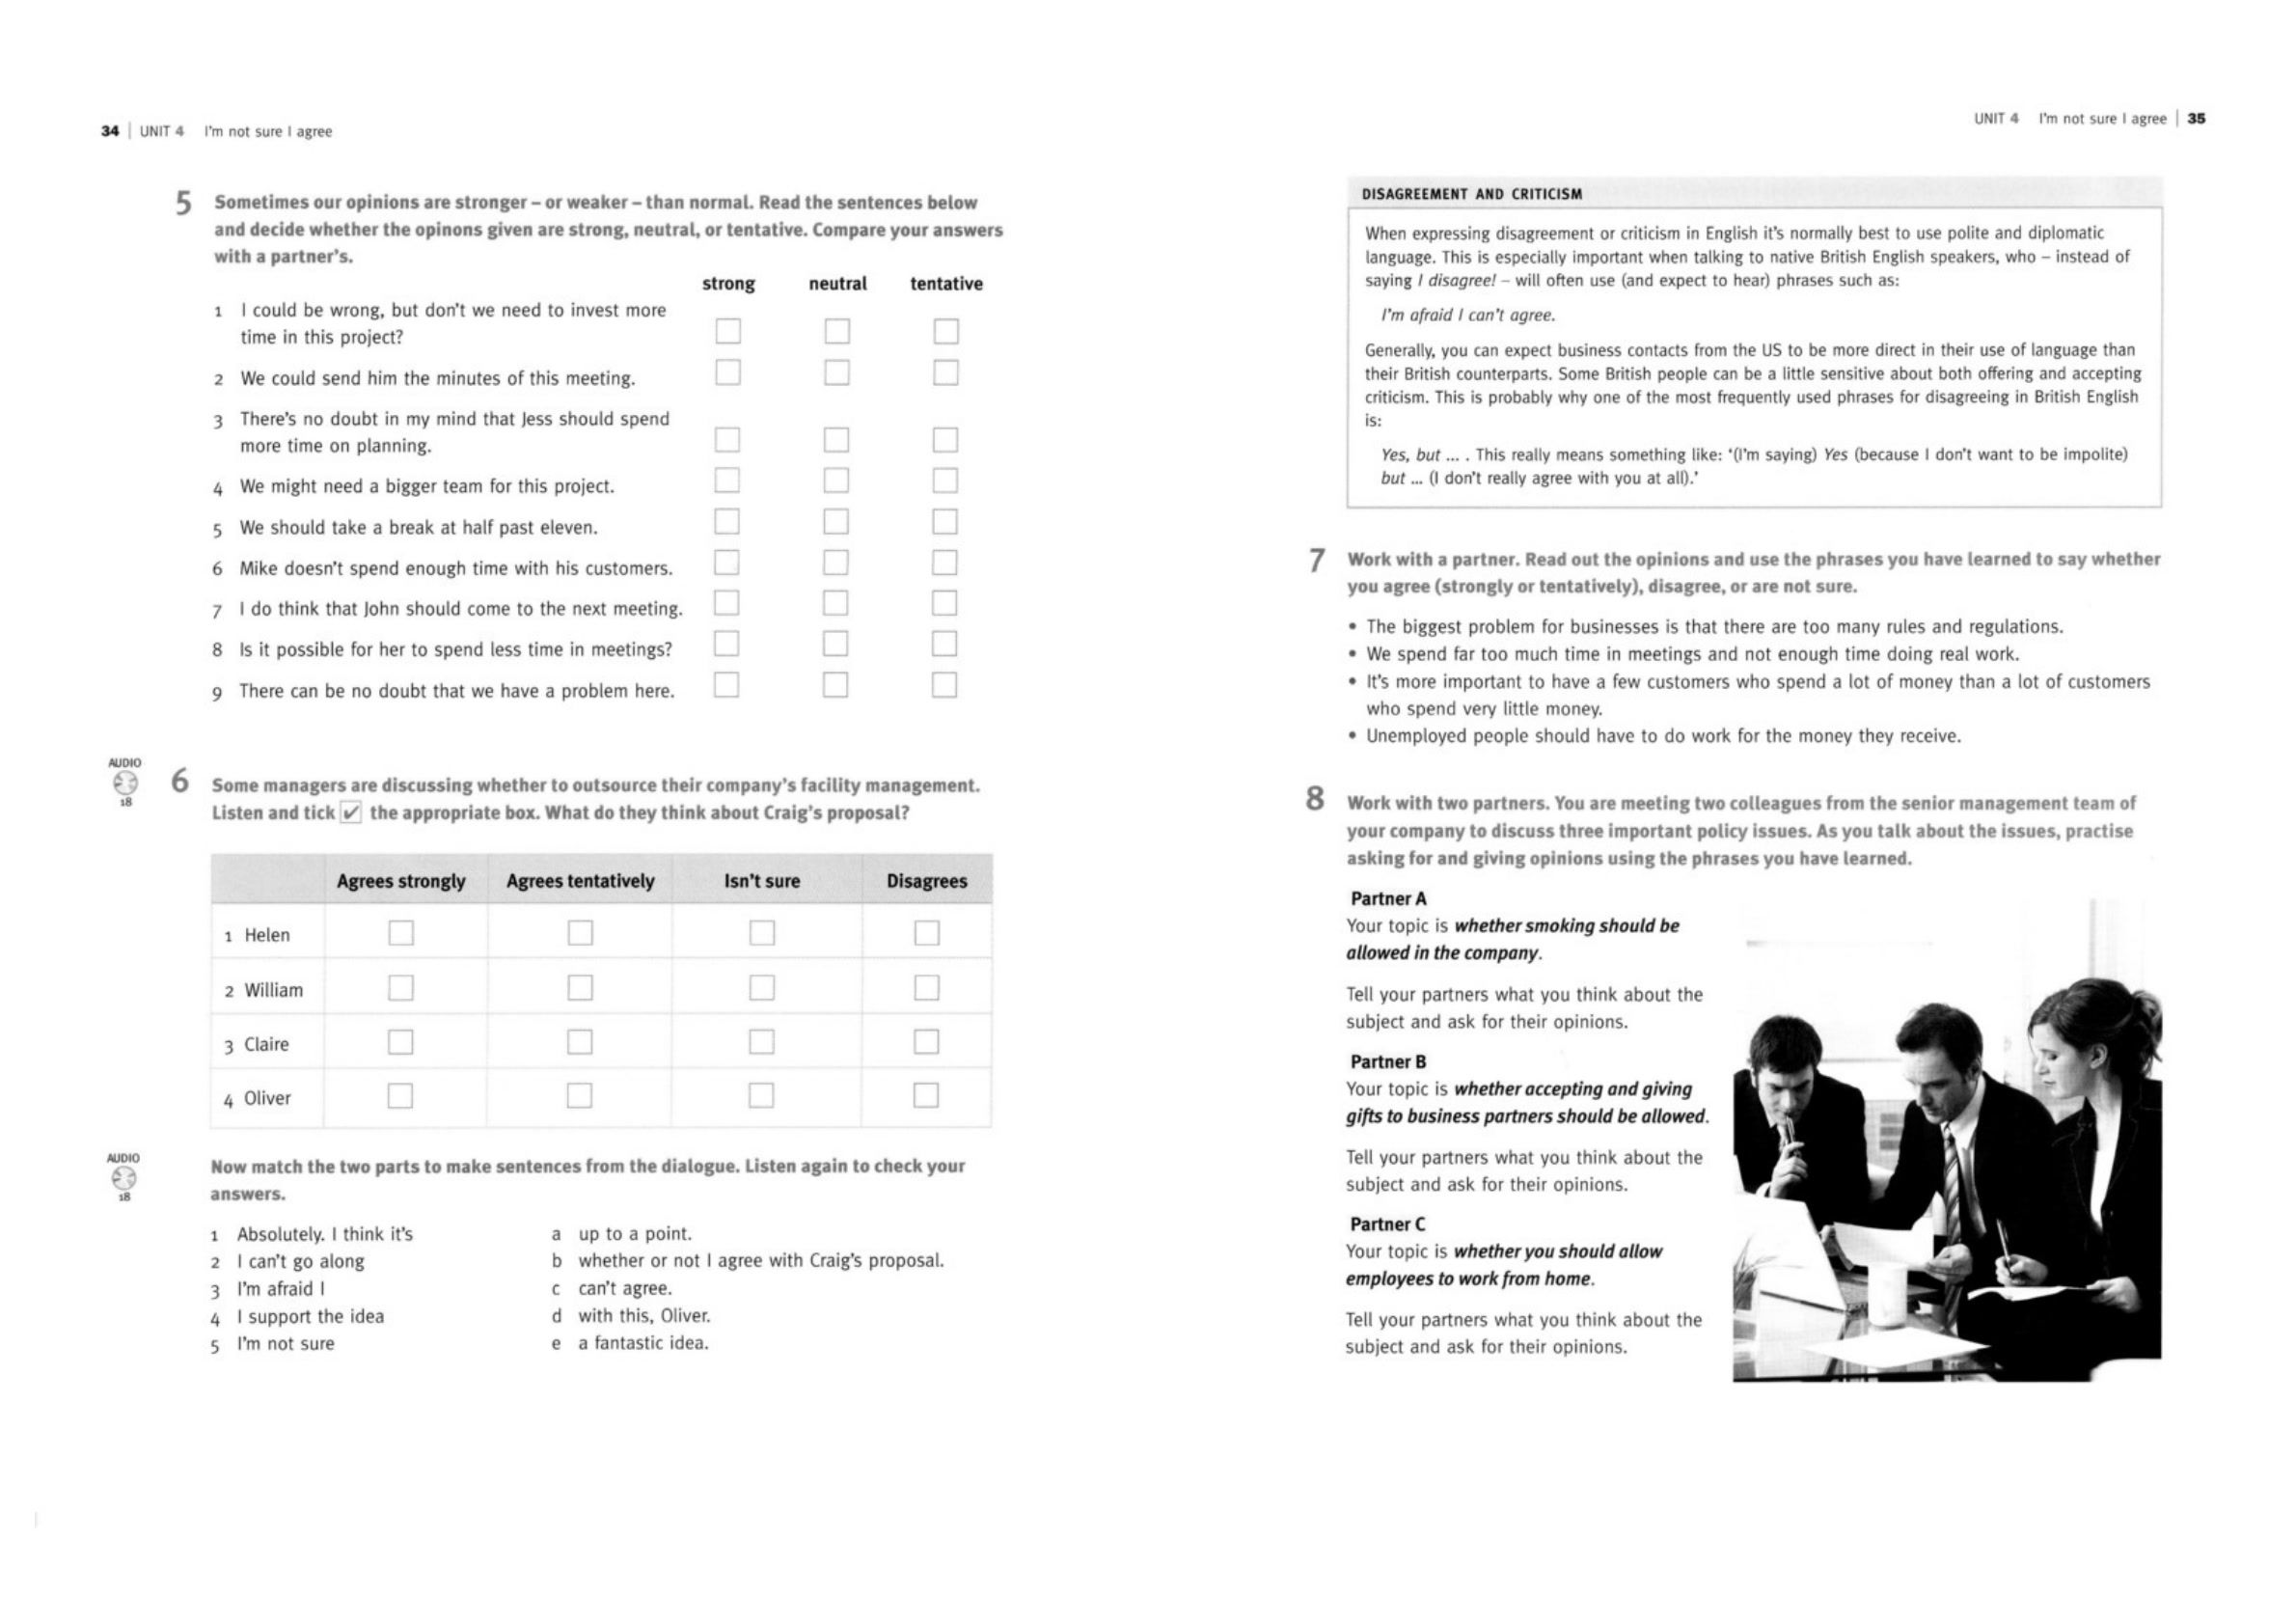 34 | UNIT 4 I'm not sure I agree
5 Sometimes our opinions are stronger – or weaker – than normal. Read the sentences below
and decide whether the opinons given are strong, neutral, or tentative. Compare your answers
with a partner's.
strong neutral tentative
1 I could be wrong, but don't we need to invest more
time in this project?
2 We could send him the minutes of this meeting.
3 There's no doubt in my mind that Jess should spend
more time on planning.
4 We might need a bigger team for this project.
5 We should take a break at half past eleven.
6 Mike doesn't spend enough time with his customers.
7 I do think that John should come to the next meeting.
8 Is it possible for her to spend less time in meetings?
9 There can be no doubt that we have a problem here.
AUDIO
18
6 Some managers are discussing whether to outsource their company's facility management.
Listen and tick ✓ the appropriate box. What do they think about Craig's proposal?
Agrees strongly Agrees tentatively Isn't sure Disagrees
1 Helen
2 William
3 Claire
4 Oliver
AUDIO
18
Now match the two parts to make sentences from the dialogue. Listen again to check your
answers.
1 Absolutely. I think it's a up to a point.
2 I can't go along b whether or not I agree with Craig's proposal.
3 I'm afraid I c can't agree.
4 I support the idea d with this, Oliver.
5 I'm not sure e a fantastic idea.
UNIT 4 I'm not sure I agree | 35
DISAGREEMENT AND CRITICISM
When expressing disagreement or criticism in English it's normally best to use polite and diplomatic
language. This is especially important when talking to native British English speakers, who – instead of
saying I disagree! – will often use (and expect to hear) phrases such as:
I'm afraid I can't agree.
Generally, you can expect business contacts from the US to be more direct in their use of language than
their British counterparts. Some British people can be a little sensitive about both offering and accepting
criticism. This is probably why one of the most frequently used phrases for disagreeing in British English
is:
Yes, but ... . This really means something like: '(I'm saying) Yes (because I don't want to be impolite)
but ... (I don't really agree with you at all).'
7 Work with a partner. Read out the opinions and use the phrases you have learned to say whether
you agree (strongly or tentatively), disagree, or are not sure.
• The biggest problem for businesses is that there are too many rules and regulations.
• We spend far too much time in meetings and not enough time doing real work.
• It's more important to have a few customers who spend a lot of money than a lot of customers
who spend very little money.
• Unemployed people should have to do work for the money they receive.
8 Work with two partners. You are meeting two colleagues from the senior management team of
your company to discuss three important policy issues. As you talk about the issues, practise
asking for and giving opinions using the phrases you have learned.
Partner A
Your topic is whether smoking should be
allowed in the company.
Tell your partners what you think about the
subject and ask for their opinions.
Partner B
Your topic is whether accepting and giving
gifts to business partners should be allowed.
Tell your partners what you think about the
subject and ask for their opinions.
Partner C
Your topic is whether you should allow
employees to work from home.
Tell your partners what you think about the
subject and ask for their opinions.